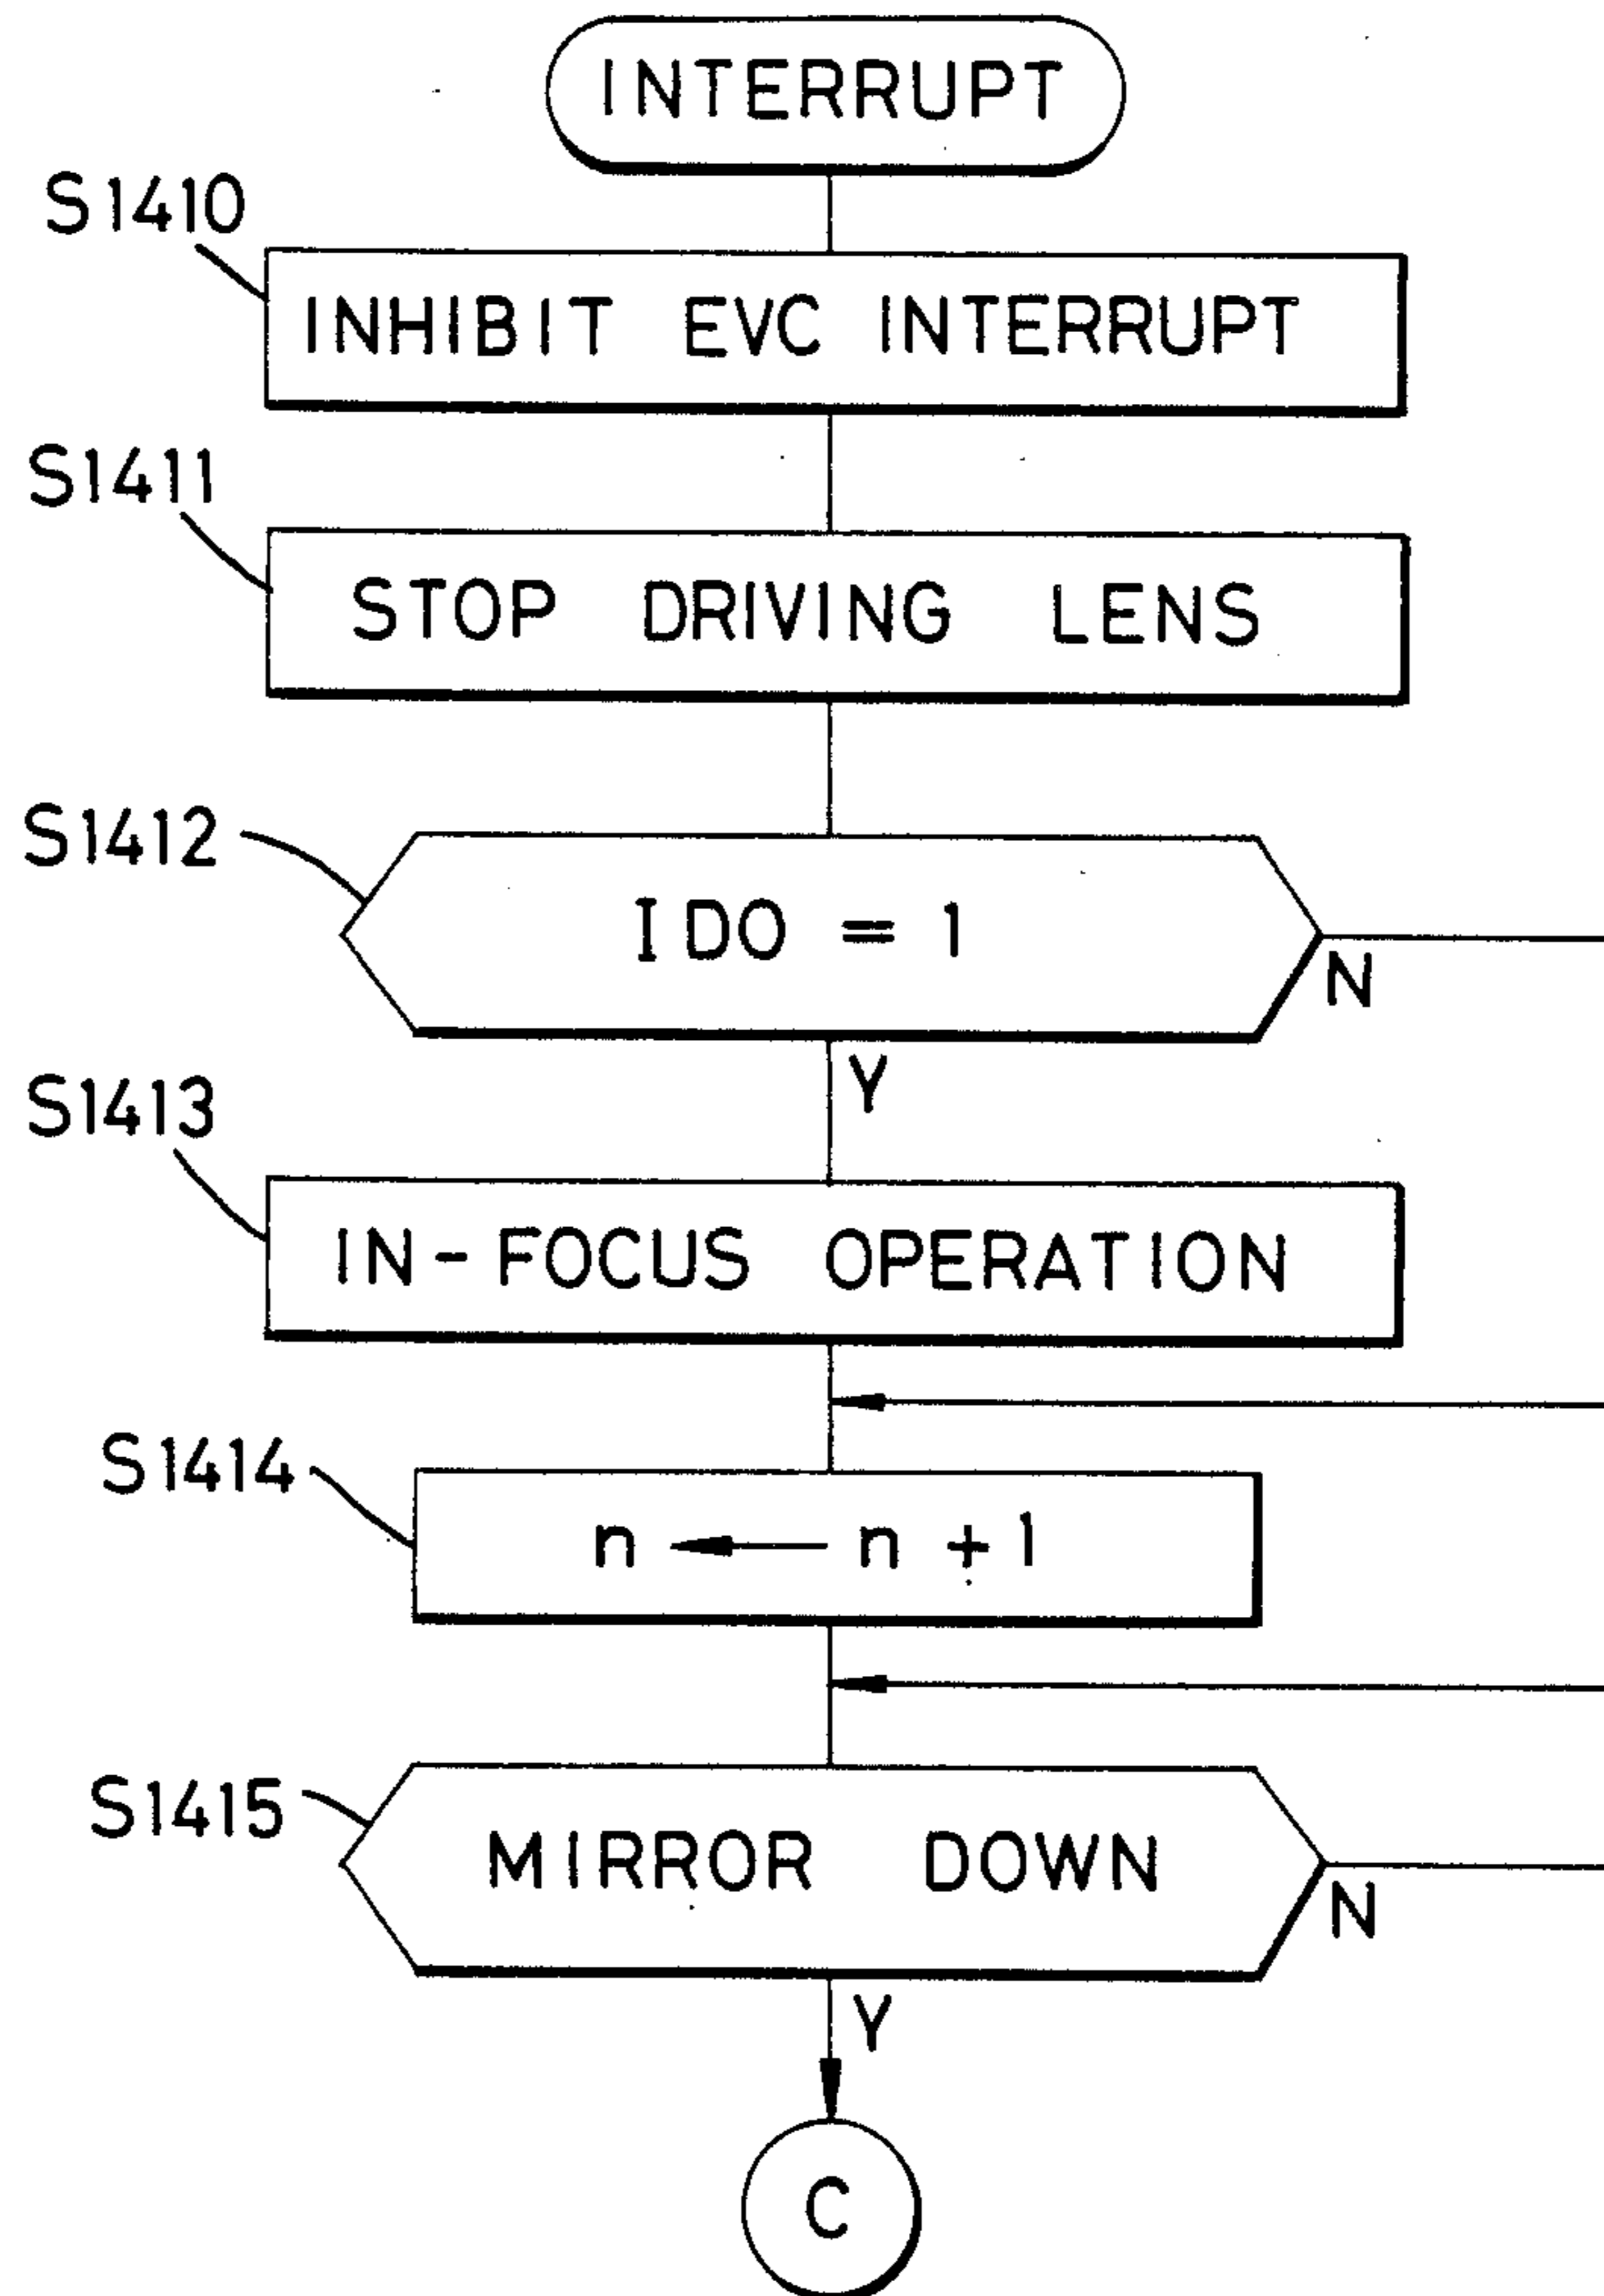 INTERRUPT
S1410
INHIBIT EVC INTERRUPT
S1411
STOP DRIVING LENS
S1412
IDO = 1
N
Y
S1413
IN-FOCUS OPERATION
S1414
n ← n + 1
S1415
MIRROR DOWN
N
Y
C